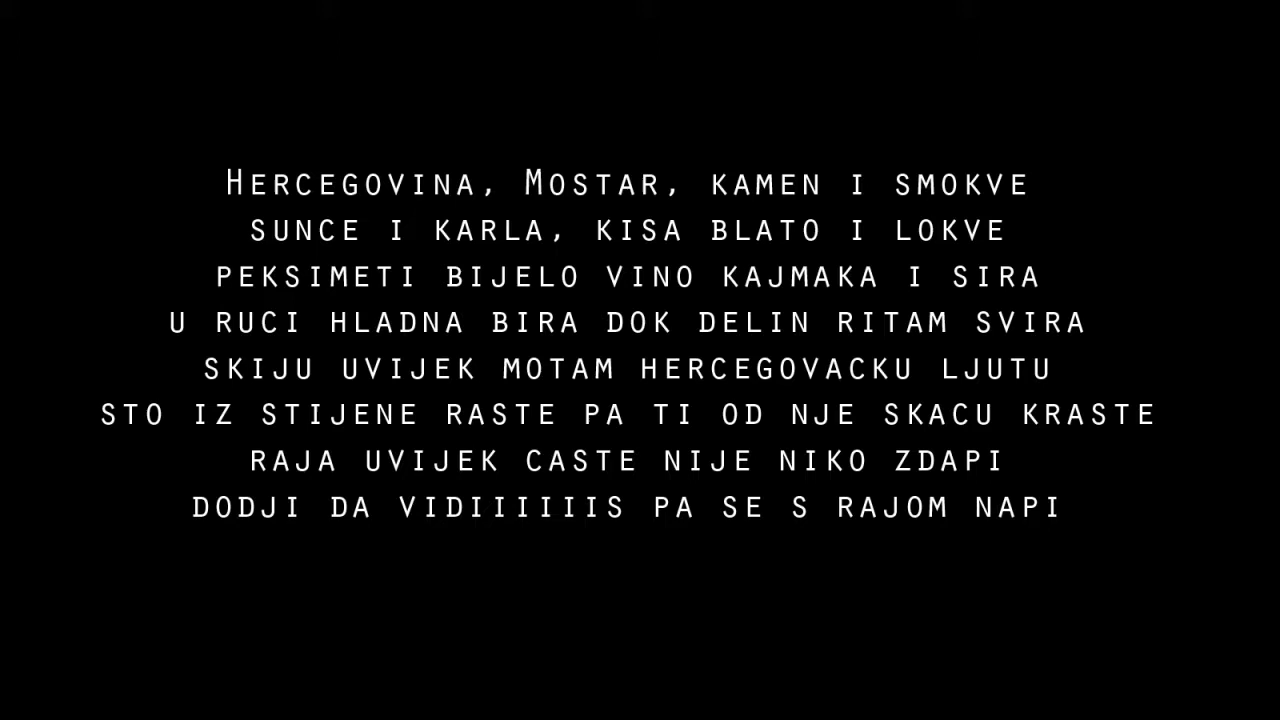 Hercegovina, Mostar, kamen i smokve
sunce i karla, kisa blato i lokve
peksimeti bijelo vino kajmaka i sira
u ruci hladna bira dok delin ritam svira
skiju uvijek motam hercegovacku ljutu
sto iz stijene raste pa ti od nje skacu kraste
raja uvijek caste nije niko zdapi
dodji da vidiiiiiis pa se s rajom napi